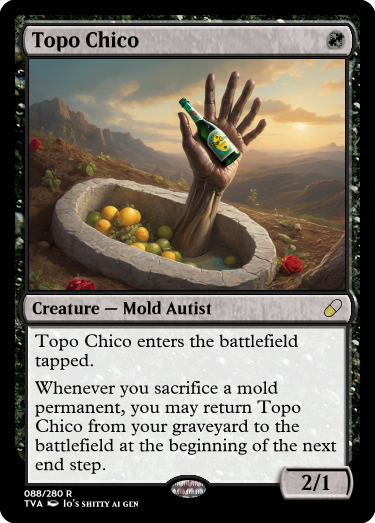 Topo Chico
Creature — Mold Autist
Topo Chico enters the battlefield
tapped.
Whenever you sacrifice a mold
permanent, you may return Topo
Chico from your graveyard to the
battlefield at the beginning of the next
end step.
2/1
088/280 R
TVA Io's SHITTY AI GEN